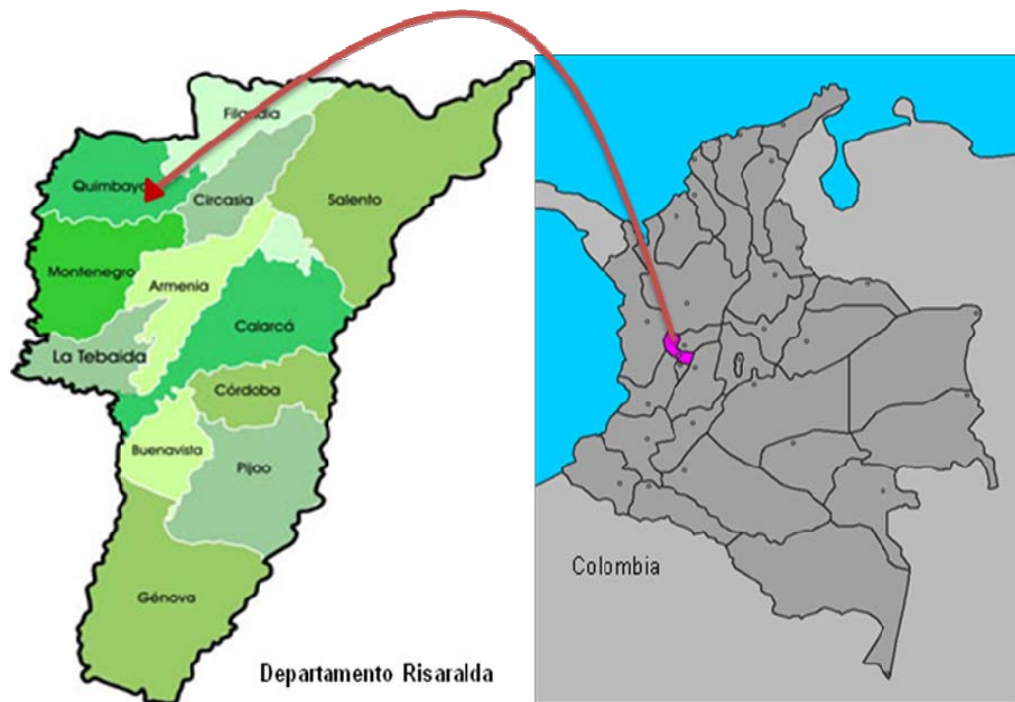 Filandia
Quimbaya
Circasia
Salento
Montenegro
Armenia
Calarcá
La Tebaida
Córdoba
Buenavista
Pijao
Génova
Departamento Risaralda
Colombia